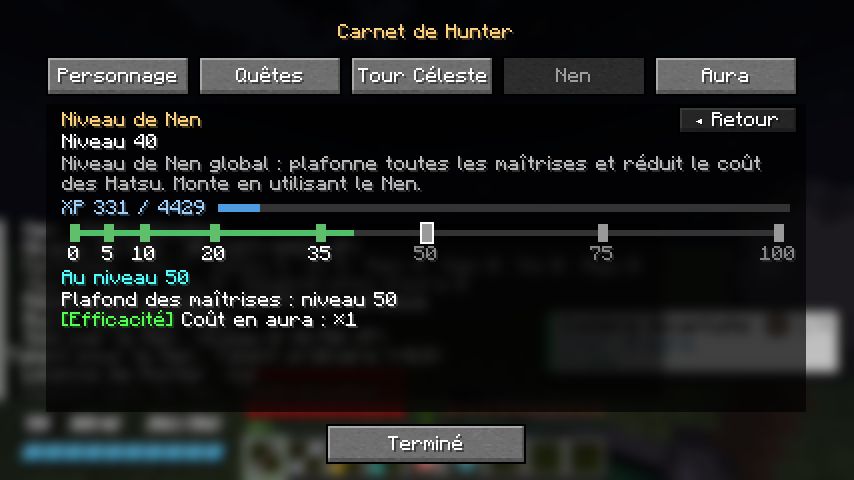 Carnet de Hunter
Personnage
Quêtes
Tour Céleste
Nen
Aura
Niveau de Nen
◂ Retour
Niveau 40
Niveau de Nen global : plafonne toutes les maîtrises et réduit le coût
des Hatsu. Monte en utilisant le Nen.
XP 331 / 4429
0 5 10 20 35 50 75 100
Au niveau 50
Plafond des maîtrises : niveau 50
[Efficacité] Coût en aura : ×1
Terminé